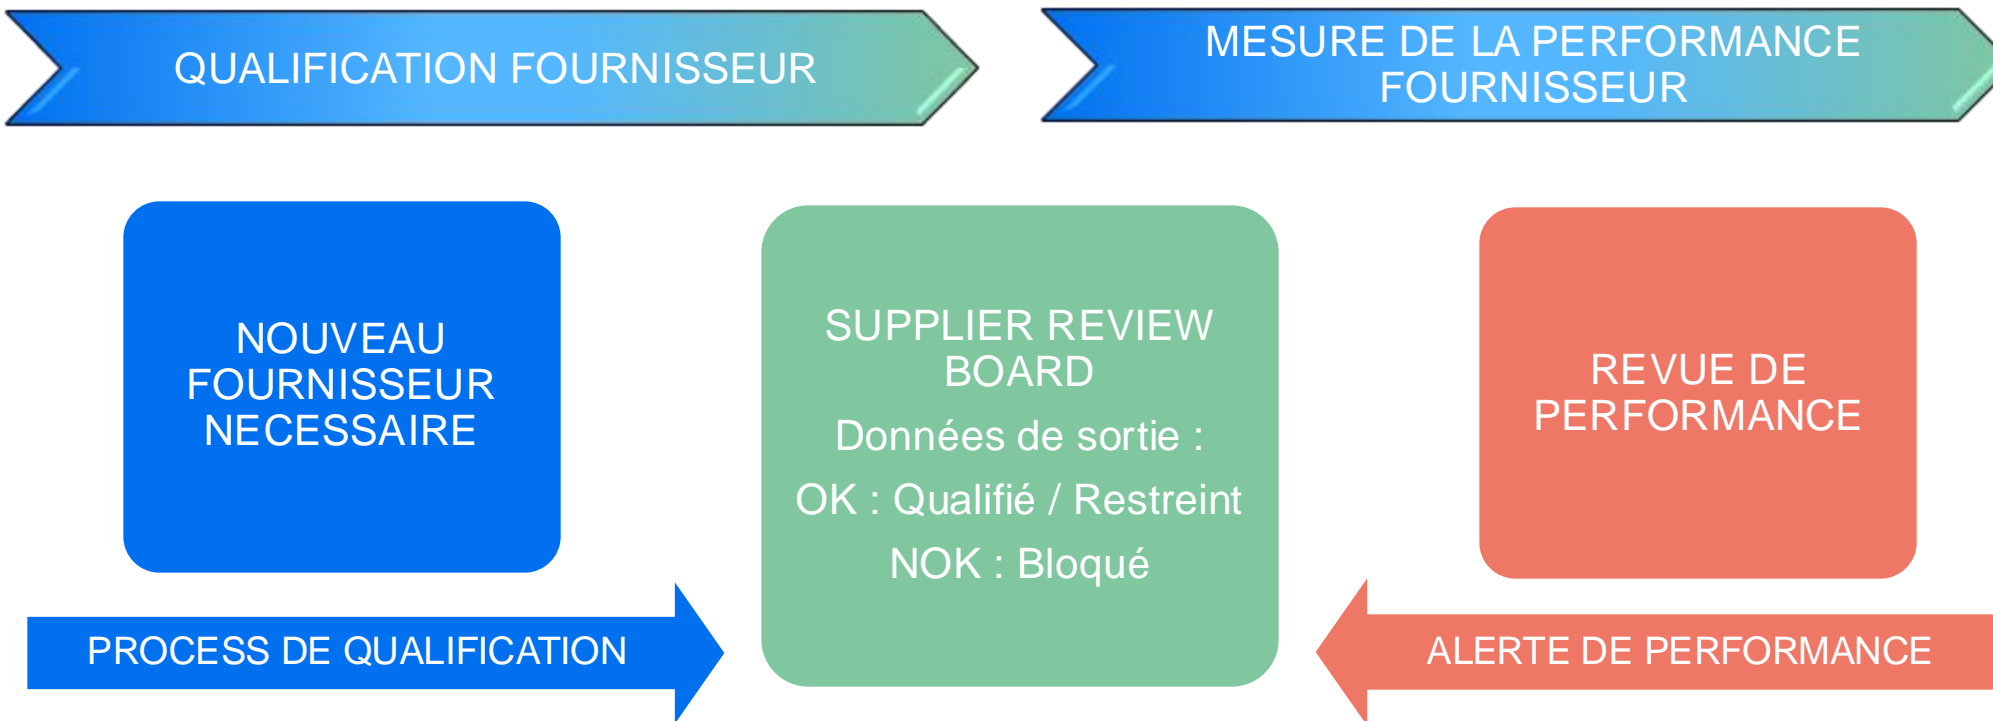 QUALIFICATION FOURNISSEUR
MESURE DE LA PERFORMANCE
FOURNISSEUR
NOUVEAU
FOURNISSEUR
NECESSAIRE
SUPPLIER REVIEW
BOARD
Données de sortie :
OK : Qualifié / Restreint
NOK : Bloqué
REVUE DE
PERFORMANCE
PROCESS DE QUALIFICATION
ALERTE DE PERFORMANCE